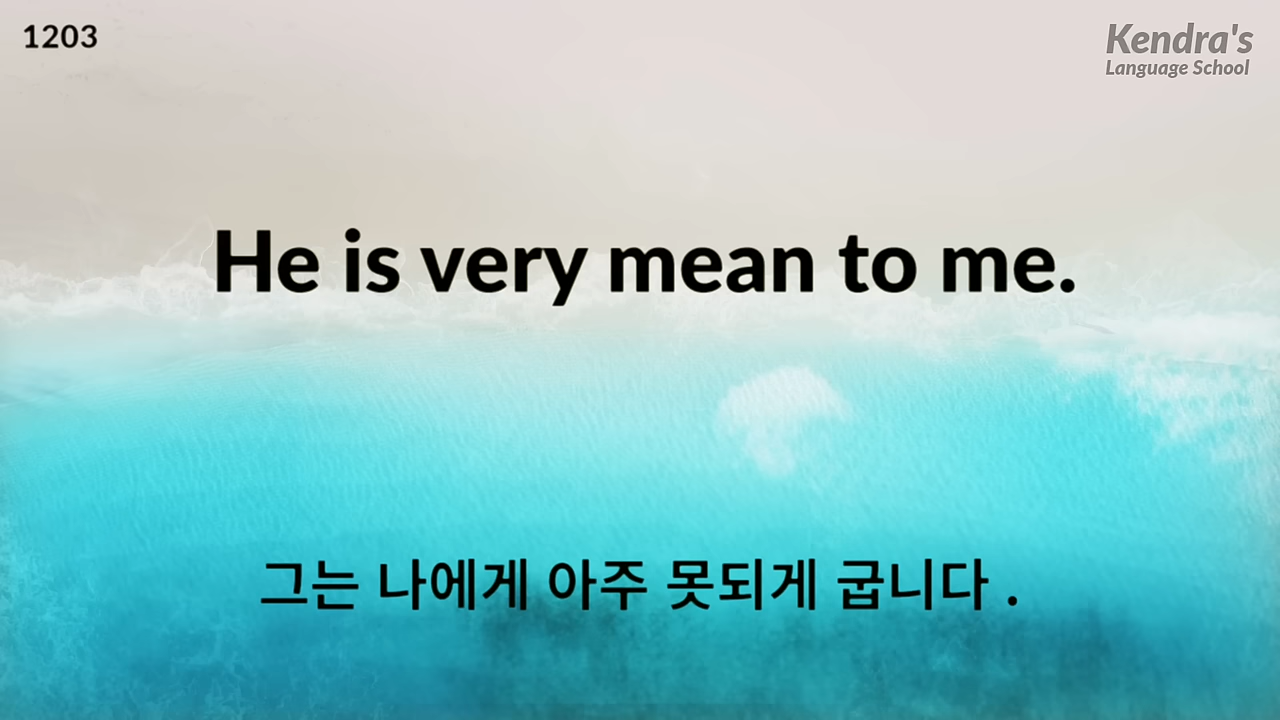 1203
Kendra's
Language School
He is very mean to me.
그는 나에게 아주 못되게 굽니다 .